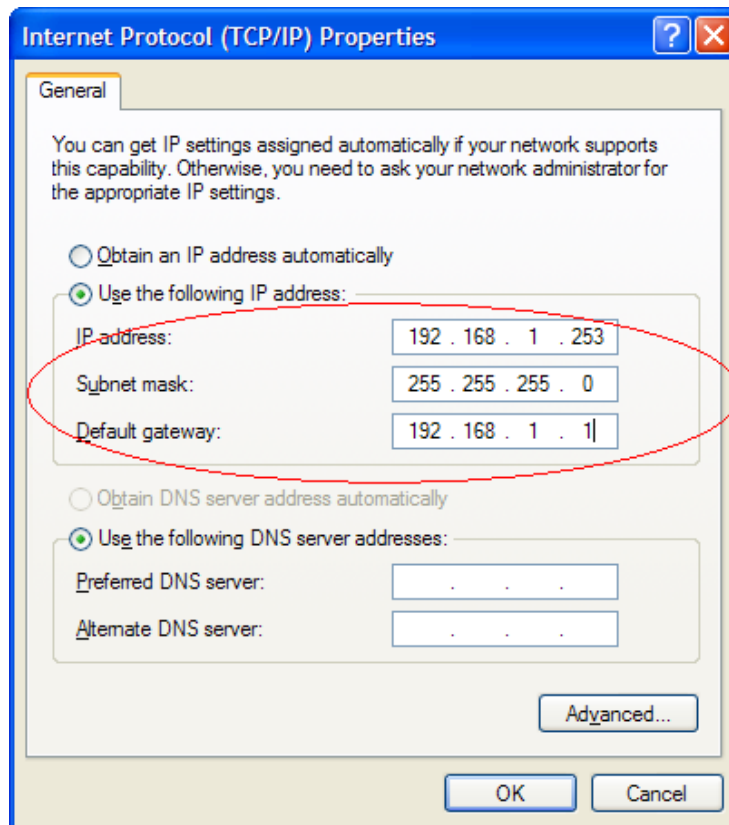 Internet Protocol (TCP/IP) Properties
General
You can get IP settings assigned automatically if your network supports
this capability. Otherwise, you need to ask your network administrator for
the appropriate IP settings.
Obtain an IP address automatically
Use the following IP address:
IP address: 192 . 168 . 1 . 253
Subnet mask: 255 . 255 . 255 . 0
Default gateway: 192 . 168 . 1 . 1
Obtain DNS server address automatically
Use the following DNS server addresses:
Preferred DNS server: . . .
Alternate DNS server: . . .
Advanced...
OK Cancel